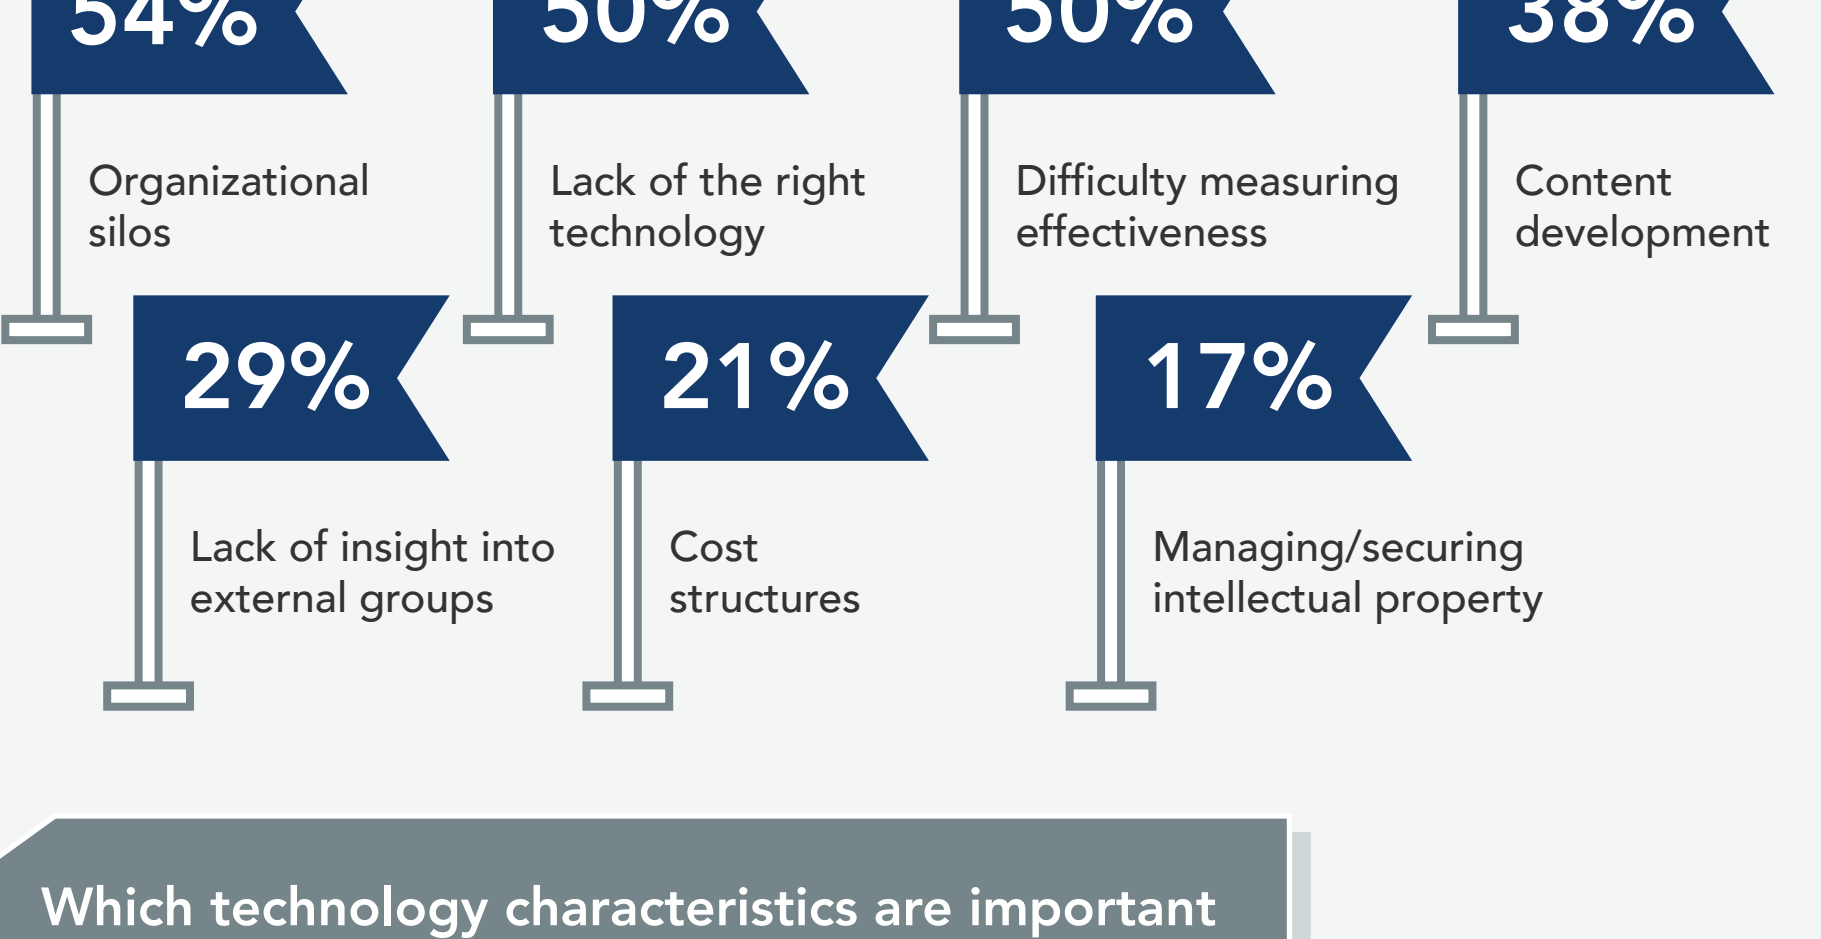 54%
50%
50%
38%
Organizational
silos
Lack of the right
technology
Difficulty measuring
effectiveness
Content
development
29%
21%
17%
Lack of insight into
external groups
Cost
structures
Managing/securing
intellectual property
Which technology characteristics are important